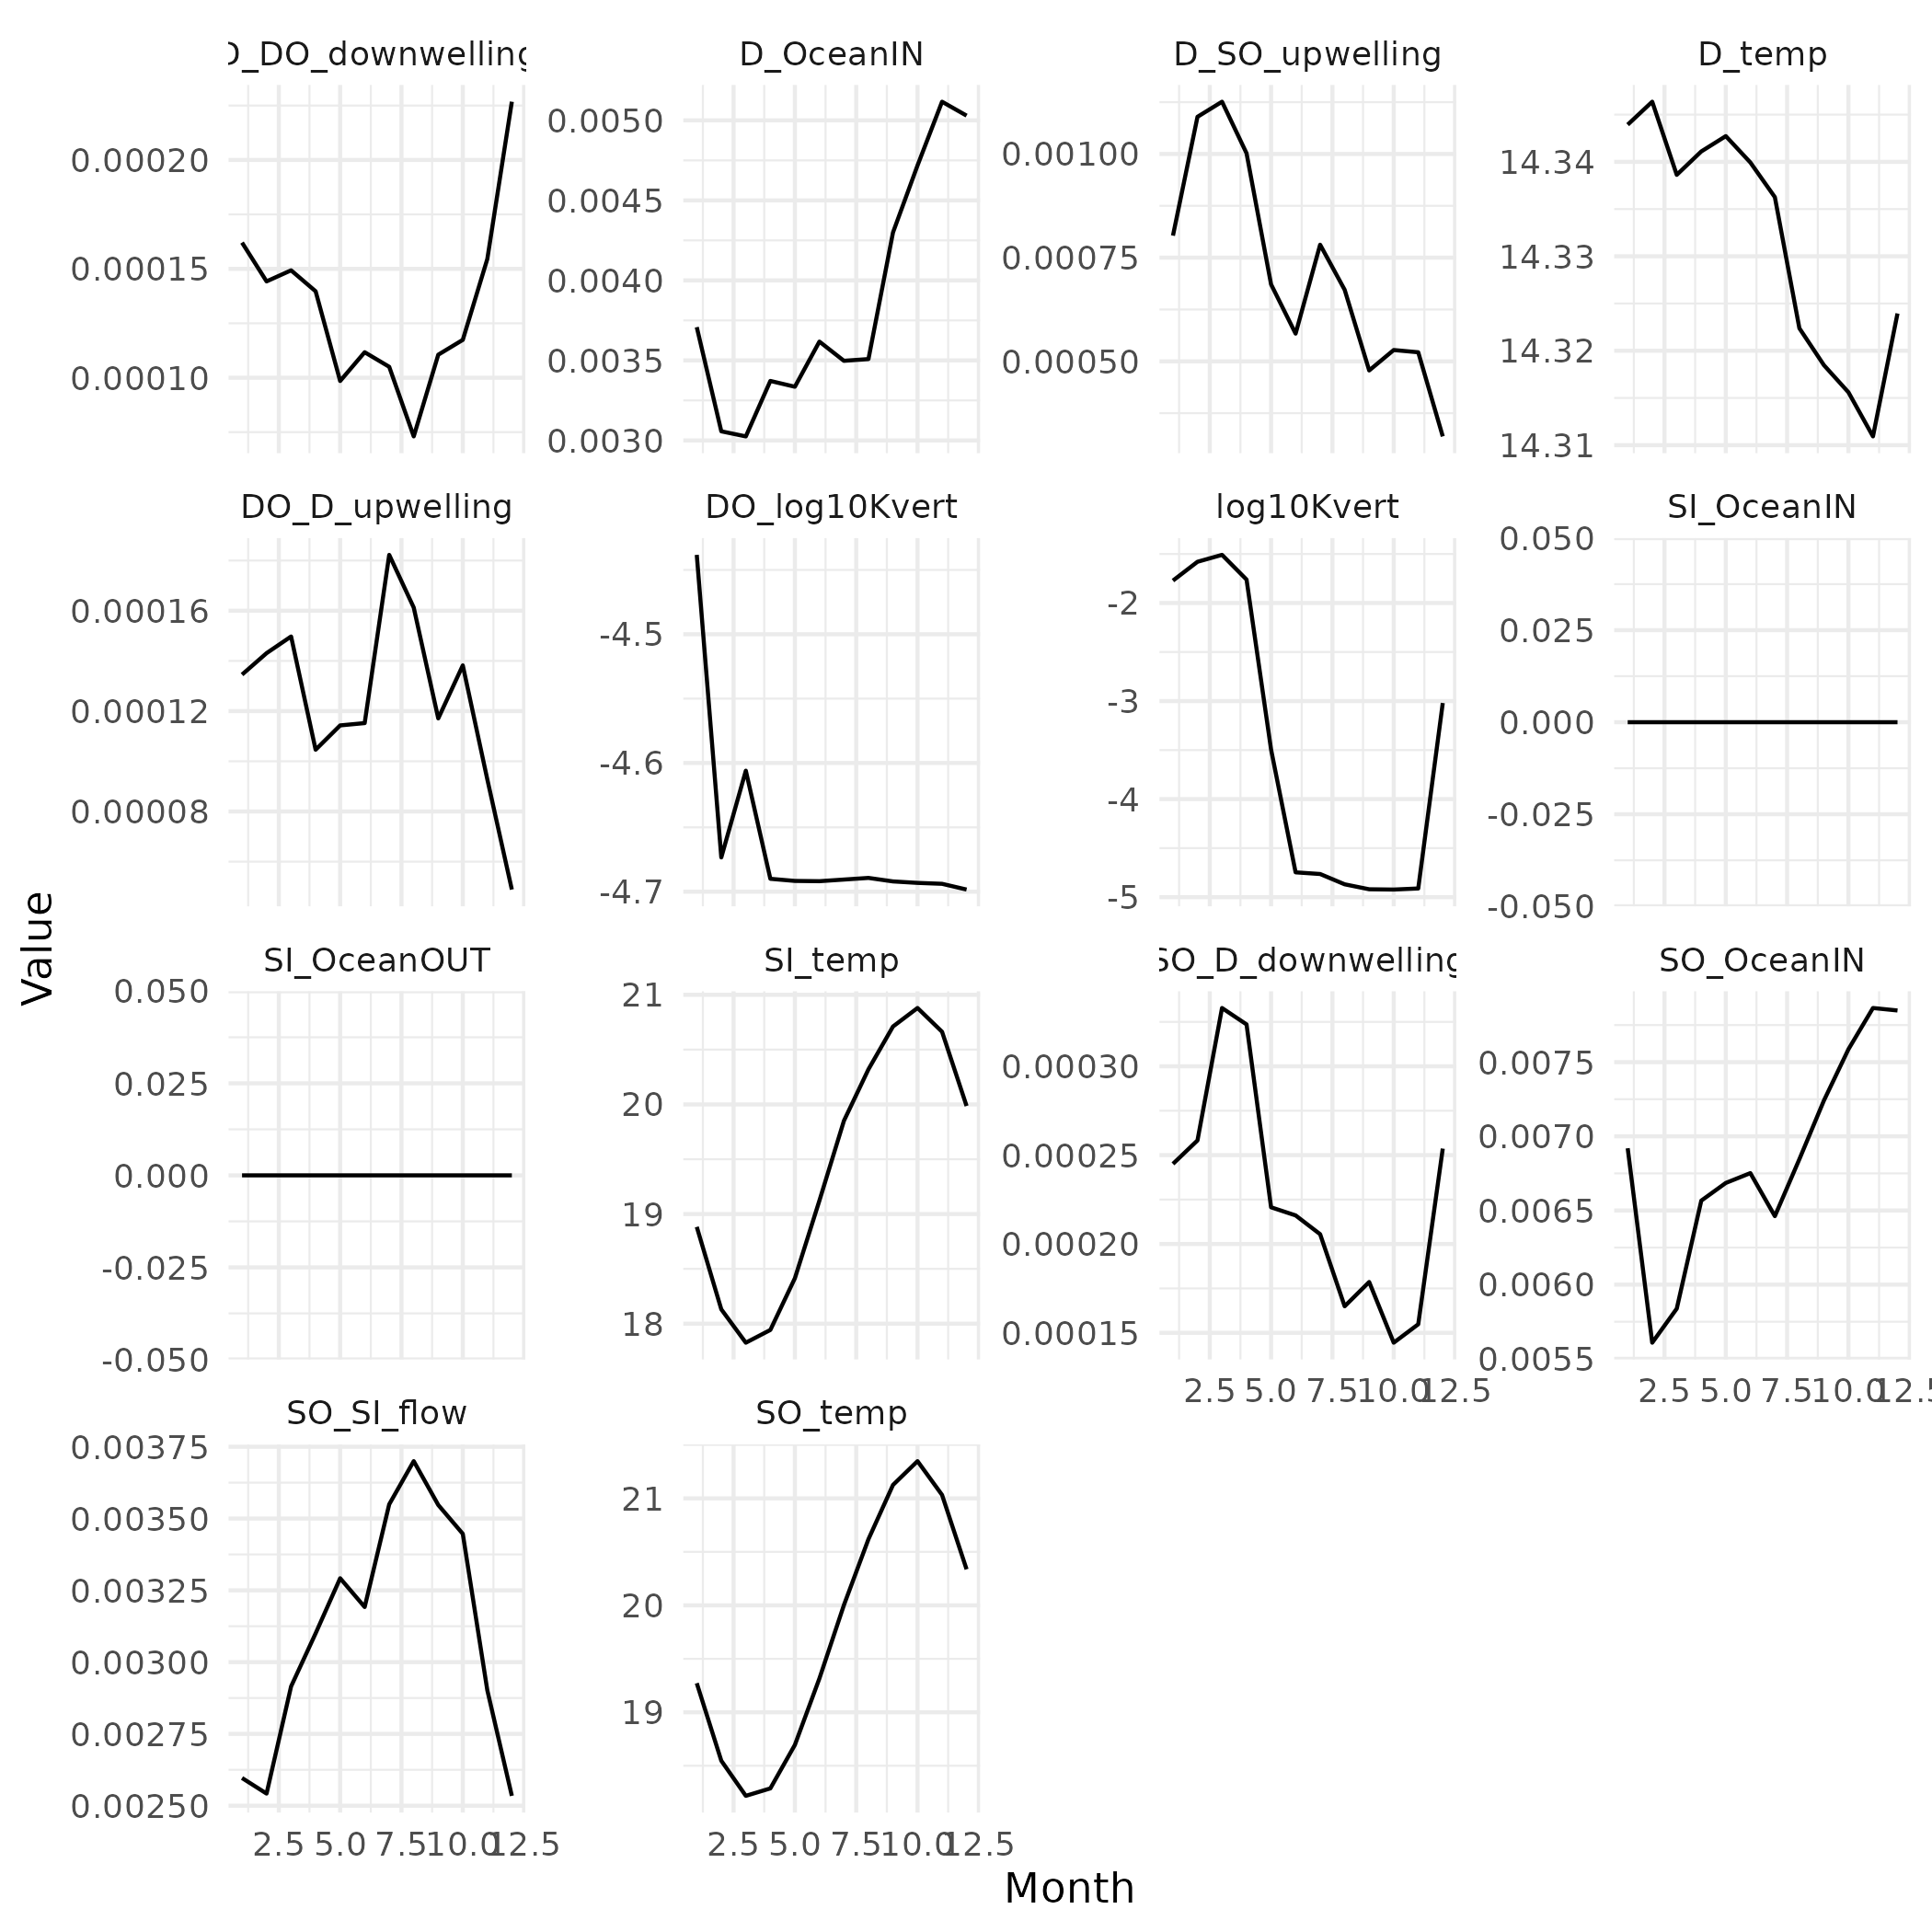 D_DO_downwelling D_OceanIN D_SO_upwelling D_temp
0.00020 0.00015 0.00010
0.0050 0.0045 0.0040 0.0035 0.0030
0.00100 0.00075 0.00050
14.34 14.33 14.32 14.31
DO_D_upwelling DO_log10Kvert log10Kvert SI_OceanIN
0.00016 0.00012 0.00008
-4.5 -4.6 -4.7
-2 -3 -4 -5
0.050 0.025 0.000 -0.025 -0.050
SI_OceanOUT SI_temp SO_D_downwelling SO_OceanIN
0.050 0.025 0.000 -0.025 -0.050
21 20 19 18
0.00030 0.00025 0.00020 0.00015
0.0075 0.0070 0.0065 0.0060 0.0055
2.5 5.0 7.5 10.0 12.5
2.5 5.0 7.5 10.0 12.5
SO_SI_flow SO_temp
0.00375 0.00350 0.00325 0.00300 0.00275 0.00250
21 20 19
2.5 5.0 7.5 10.0 12.5
2.5 5.0 7.5 10.0 12.5
Value
Month